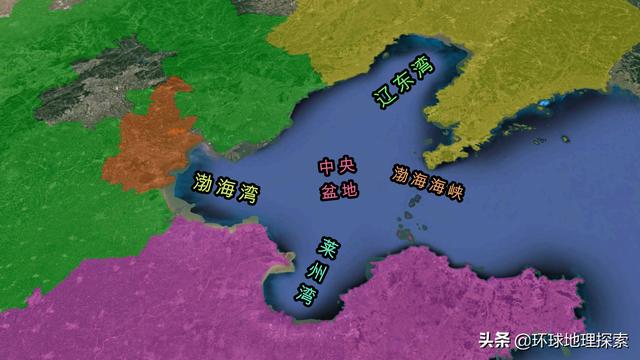 辽东湾
中央
盆地
渤海海峡
渤海湾
莱州湾
头条 @环球地理探索